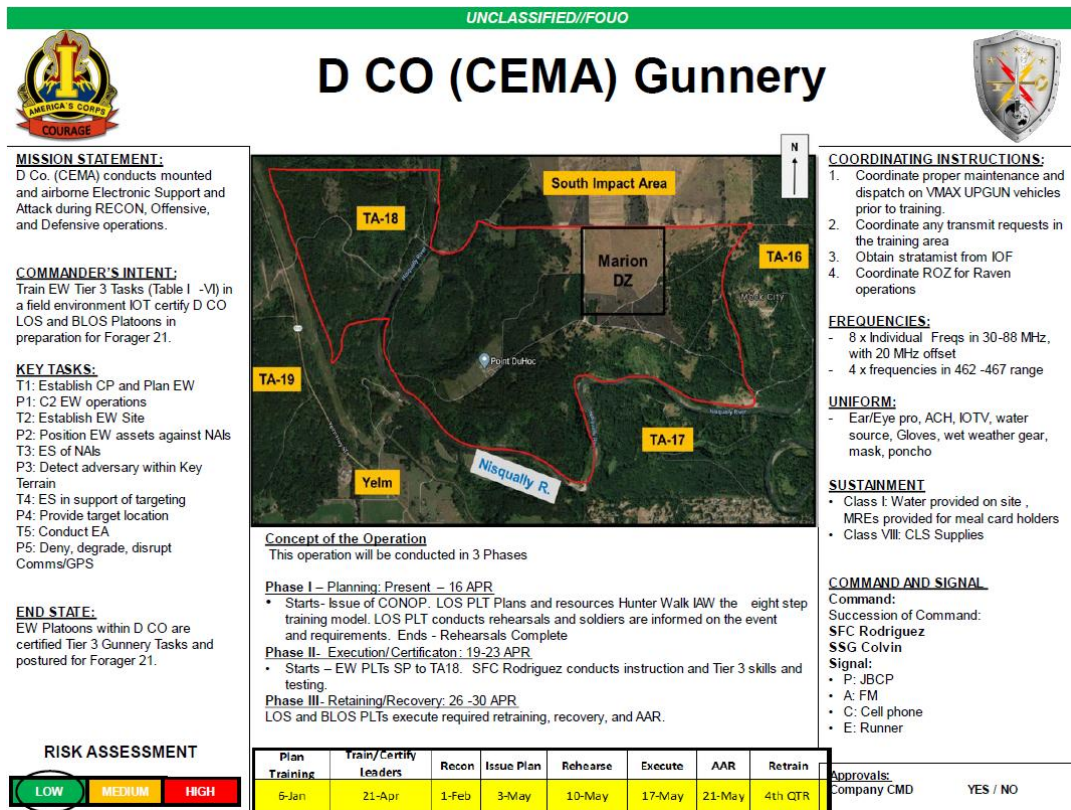 UNCLASSIFIED//FOUO
D CO (CEMA) Gunnery
AMERICA'S CORPS
COURAGE
MISSION STATEMENT:
D Co. (CEMA) conducts mounted
and airborne Electronic Support and
Attack during RECON, Offensive,
and Defensive operations.
COMMANDER'S INTENT:
Train EW Tier 3 Tasks (Table I -VI) in
a field environment IOT certify D CO
LOS and BLOS Platoons in
preparation for Forager 21.
KEY TASKS:
T1: Establish CP and Plan EW
P1: C2 EW operations
T2: Establish EW Site
P2: Position EW assets against NAIs
T3: ES of NAIs
P3: Detect adversary within Key
Terrain
T4: ES in support of targeting
P4: Provide target location
T5: Conduct EA
P5: Deny, degrade, disrupt
Comms/GPS
END STATE:
EW Platoons within D CO are
certified Tier 3 Gunnery Tasks and
postured for Forager 21.
RISK ASSESSMENT
LOW MEDIUM HIGH
N
South Impact Area
TA-18
Marion
DZ
TA-16
Mock City
Nisqually River
Point DuHoc
TA-19
TA-17
Nisqually River
Yelm
Nisqually R.
Concept of the Operation
This operation will be conducted in 3 Phases
Phase I – Planning: Present – 16 APR
• Starts- Issue of CONOP. LOS PLT Plans and resources Hunter Walk IAW the eight step
training model. LOS PLT conducts rehearsals and soldiers are informed on the event
and requirements. Ends - Rehearsals Complete
Phase II- Execution/Certificaton: 19-23 APR
• Starts – EW PLTs SP to TA18. SFC Rodriguez conducts instruction and Tier 3 skills and
testing.
Phase III- Retaining/Recovery: 26 -30 APR
LOS and BLOS PLTs execute required retraining, recovery, and AAR.
Plan Training Train/Certify Leaders Recon Issue Plan Rehearse Execute AAR Retrain
6-Jan 21-Apr 1-Feb 3-May 10-May 17-May 21-May 4th QTR
COORDINATING INSTRUCTIONS:
1. Coordinate proper maintenance and
dispatch on VMAX UPGUN vehicles
prior to training.
2. Coordinate any transmit requests in
the training area
3. Obtain stratamist from IOF
4. Coordinate ROZ for Raven
operations
FREQUENCIES:
- 8 x Individual Freqs in 30-88 MHz,
with 20 MHz offset
- 4 x frequencies in 462 -467 range
UNIFORM:
- Ear/Eye pro, ACH, IOTV, water
source, Gloves, wet weather gear,
mask, poncho
SUSTAINMENT
• Class I: Water provided on site ,
MREs provided for meal card holders
• Class VIII: CLS Supplies
COMMAND AND SIGNAL
Command:
Succession of Command:
SFC Rodriguez
SSG Colvin
Signal:
• P: JBCP
• A: FM
• C: Cell phone
• E: Runner
Approvals:
Company CMD YES / NO